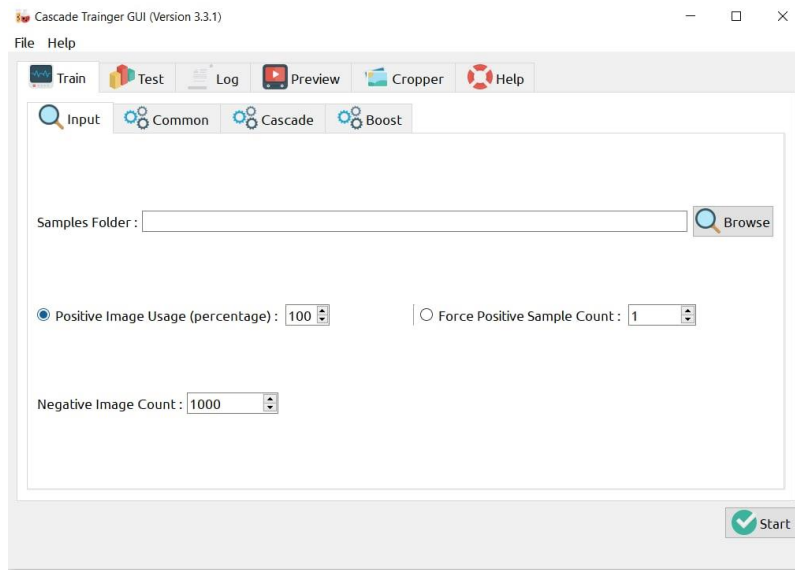 Cascade Trainger GUI (Version 3.3.1)
File Help
Train Test Log Preview Cropper Help
Input Common Cascade Boost
Samples Folder : Browse
Positive Image Usage (percentage) : 100 Force Positive Sample Count : 1
Negative Image Count : 1000
Start